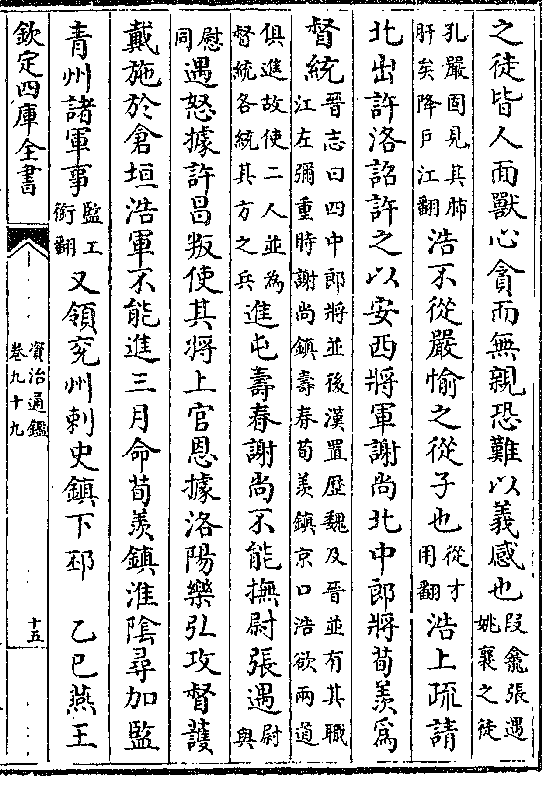 之徒皆人面獸心貪而無親恐難以義感也段龕張遇姚襄之徒
孔嚴固見其肺肝矣降戶江翻浩不從嚴愉之從子也從才用翻浩上疏請
北出許洛詔許之以安西將軍謝尚北中郎將荀羨為
督統晉志曰四中郎將並後漢置歷魏及晉並有其職江左彌重時謝尚鎮壽春荀羨鎮京口浩欲兩道
俱進故使二人並為督統各統其方之兵進屯壽春謝尚不能撫尉張遇尉與
慰同遇怒據許昌叛使其將上官恩據洛陽樂弘攻督護
戴施於倉垣浩軍不能進三月命荀羨鎮淮陰尋加監
青州諸軍事監工銜翻又領兗州刺史鎮下邳 乙巳燕王
欽定四庫全書
資治通鑑
卷九十九
十五